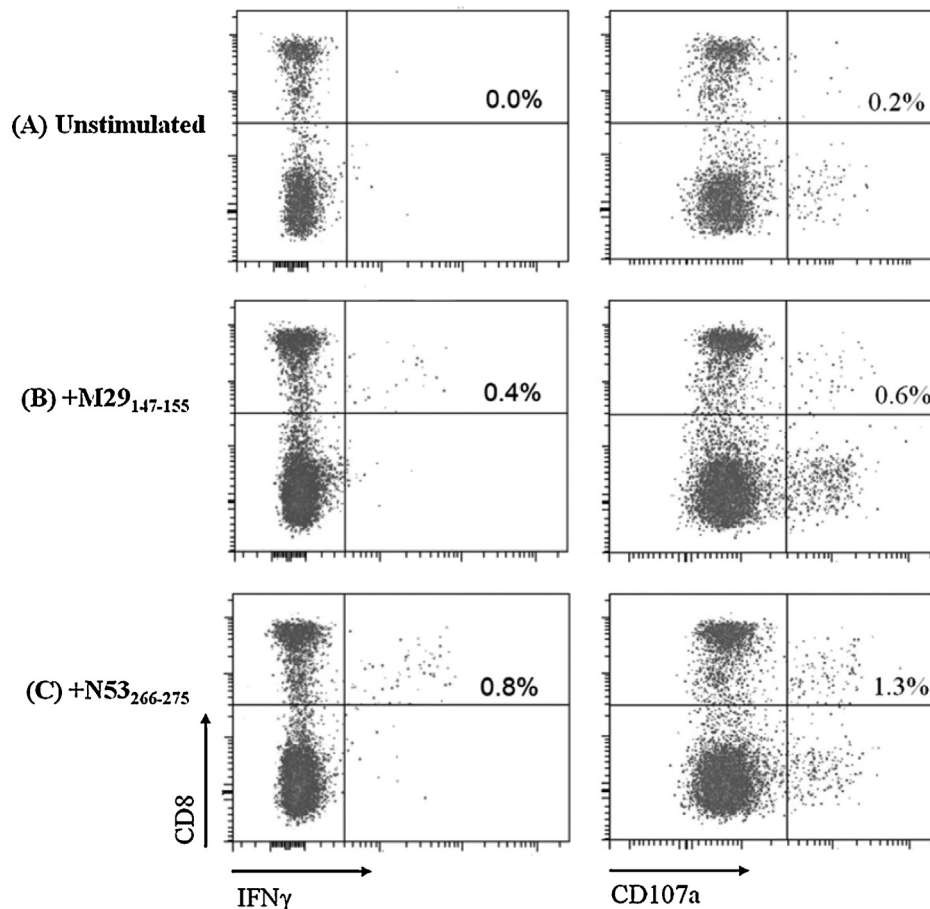 (A) Unstimulated
0.0%
0.2%
(B) +M29147-155
0.4%
0.6%
(C) +N53266-275
0.8%
1.3%
CD8
IFNγ
CD107a